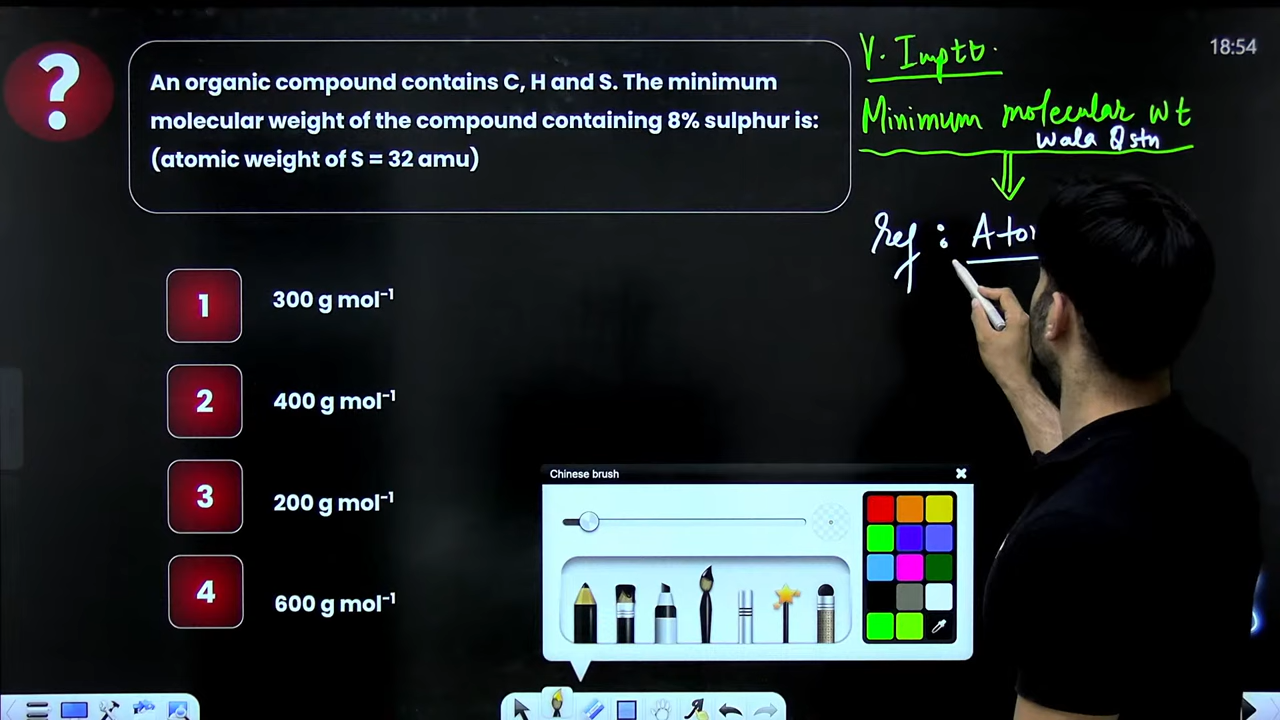 ?
An organic compound contains C, H and S. The minimum
molecular weight of the compound containing 8% sulphur is:
(atomic weight of S = 32 amu)
V. Imptt.
Minimum molecular wt
wala Qstn
18:54
Ref : Ato
1 300 g mol⁻¹
2 400 g mol⁻¹
3 200 g mol⁻¹
4 600 g mol⁻¹
Chinese brush